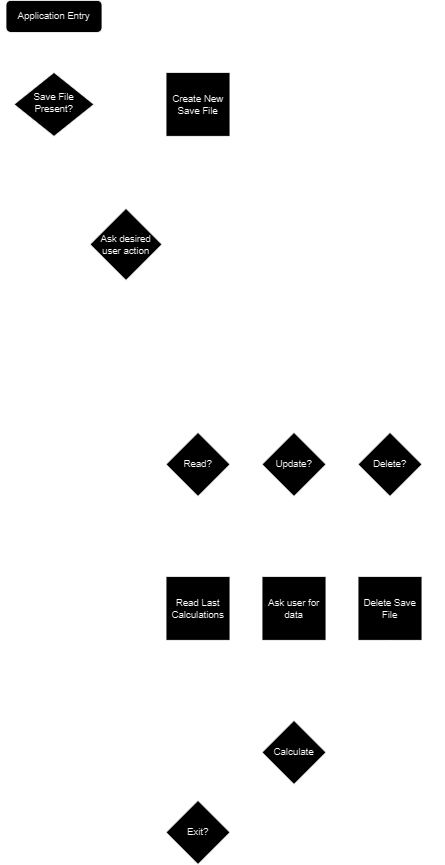 Application Entry
Save File
Present?
Create New
Save File
Ask desired
user action
Read?
Update?
Delete?
Read Last
Calculations
Ask user for
data
Delete Save
File
Calculate
Exit?